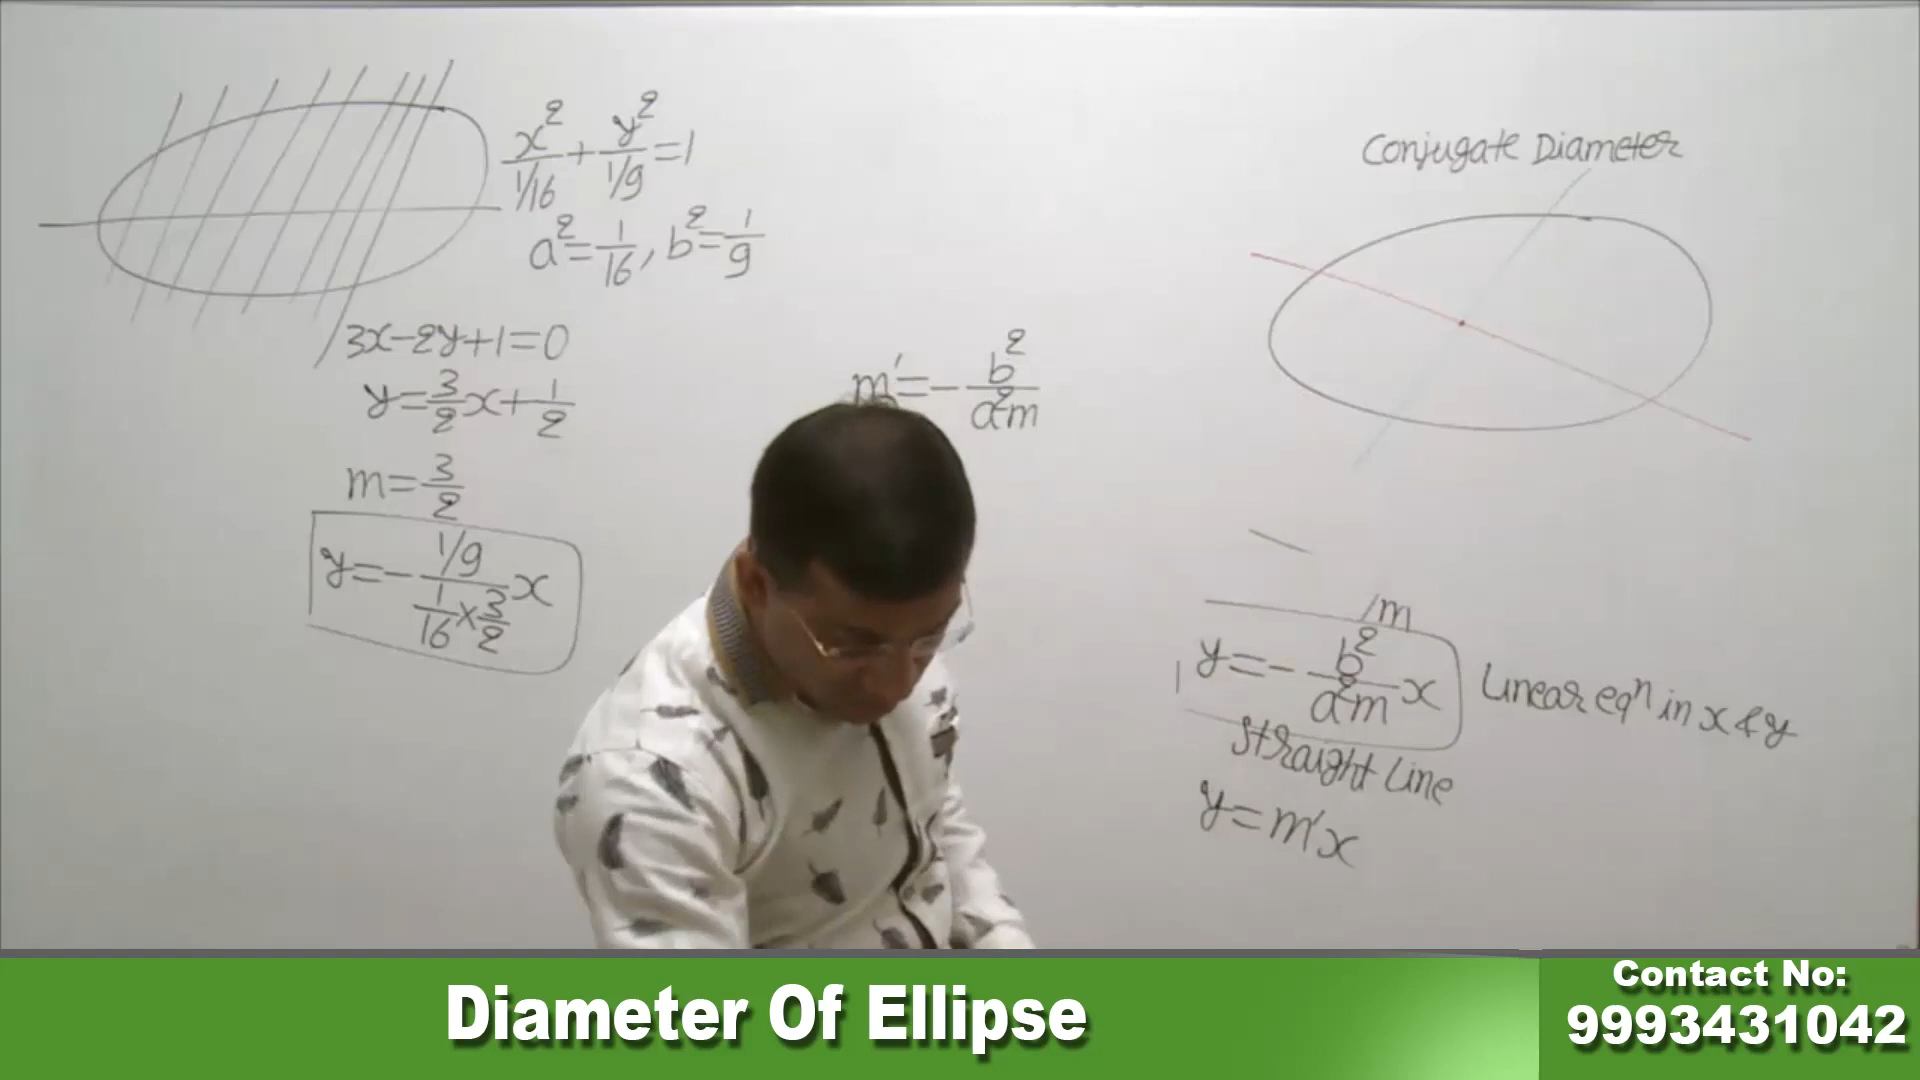 x²/1/16 + y²/1/9 = 1
a² = 1/16, b² = 1/9
3x-2y+1=0
y = 3/2 x + 1/2
m = 3/2
y = - 1/9 / 1/16 × 3/2 x
m' = - b²/a²m
Conjugate Diameter
m
y = - b²/a²m x
Linear eqⁿ in x & y
Straight Line
y = m'x
Diameter Of Ellipse
Contact No:
9993431042